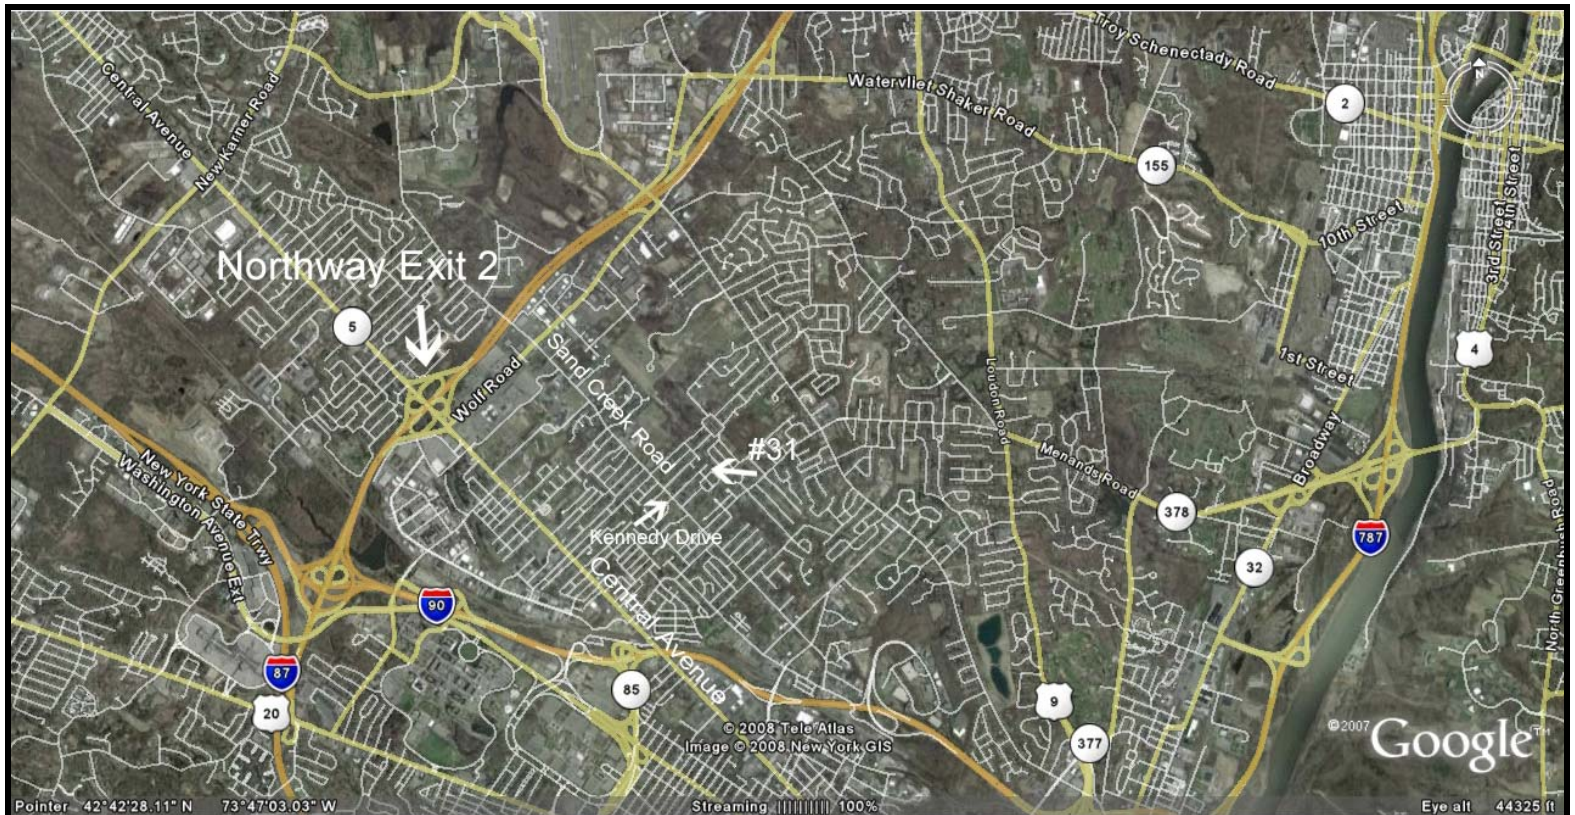 Troy Schenectady Road
Central Avenue
New Karner Road
Watervliet Shaker Road
2
N
155
3rd Street
4th Street
10th Street
Northway Exit 2
5
4
1st Street
Sand Creek Road
Wolf Road
Loudon Road
#31
Menands Road
Broadway
New York State Trwy
Washington Avenue Ext
378
787
Kennedy Drive
32
North Greenbush Road
Central Avenue
90
87
85
20
9
377
© 2008 Tele Atlas
Image © 2008 New York GIS
©2007 Google™
Pointer 42°42'28.11" N 73°47'03.03" W
Streaming |||||||||| 100%
Eye alt 44325 ft